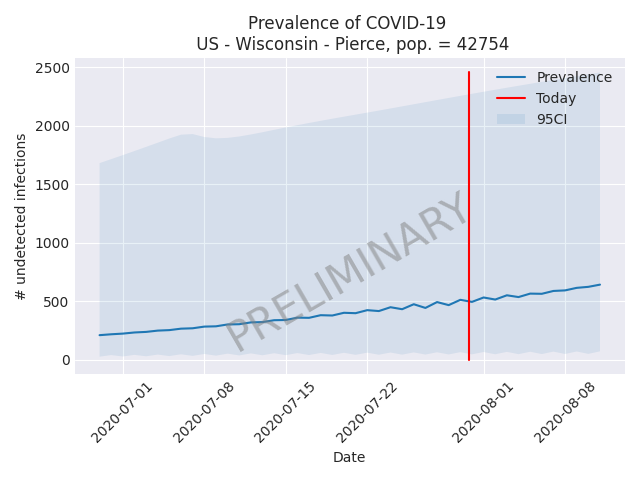 Prevalence of COVID-19
US - Wisconsin - Pierce, pop. = 42754
2500
2000
1500
1000
500
0
# undetected infections
Prevalence
Today
95CI
PRELIMINARY
2020-07-01
2020-07-08
2020-07-15
2020-07-22
2020-08-01
2020-08-08
Date